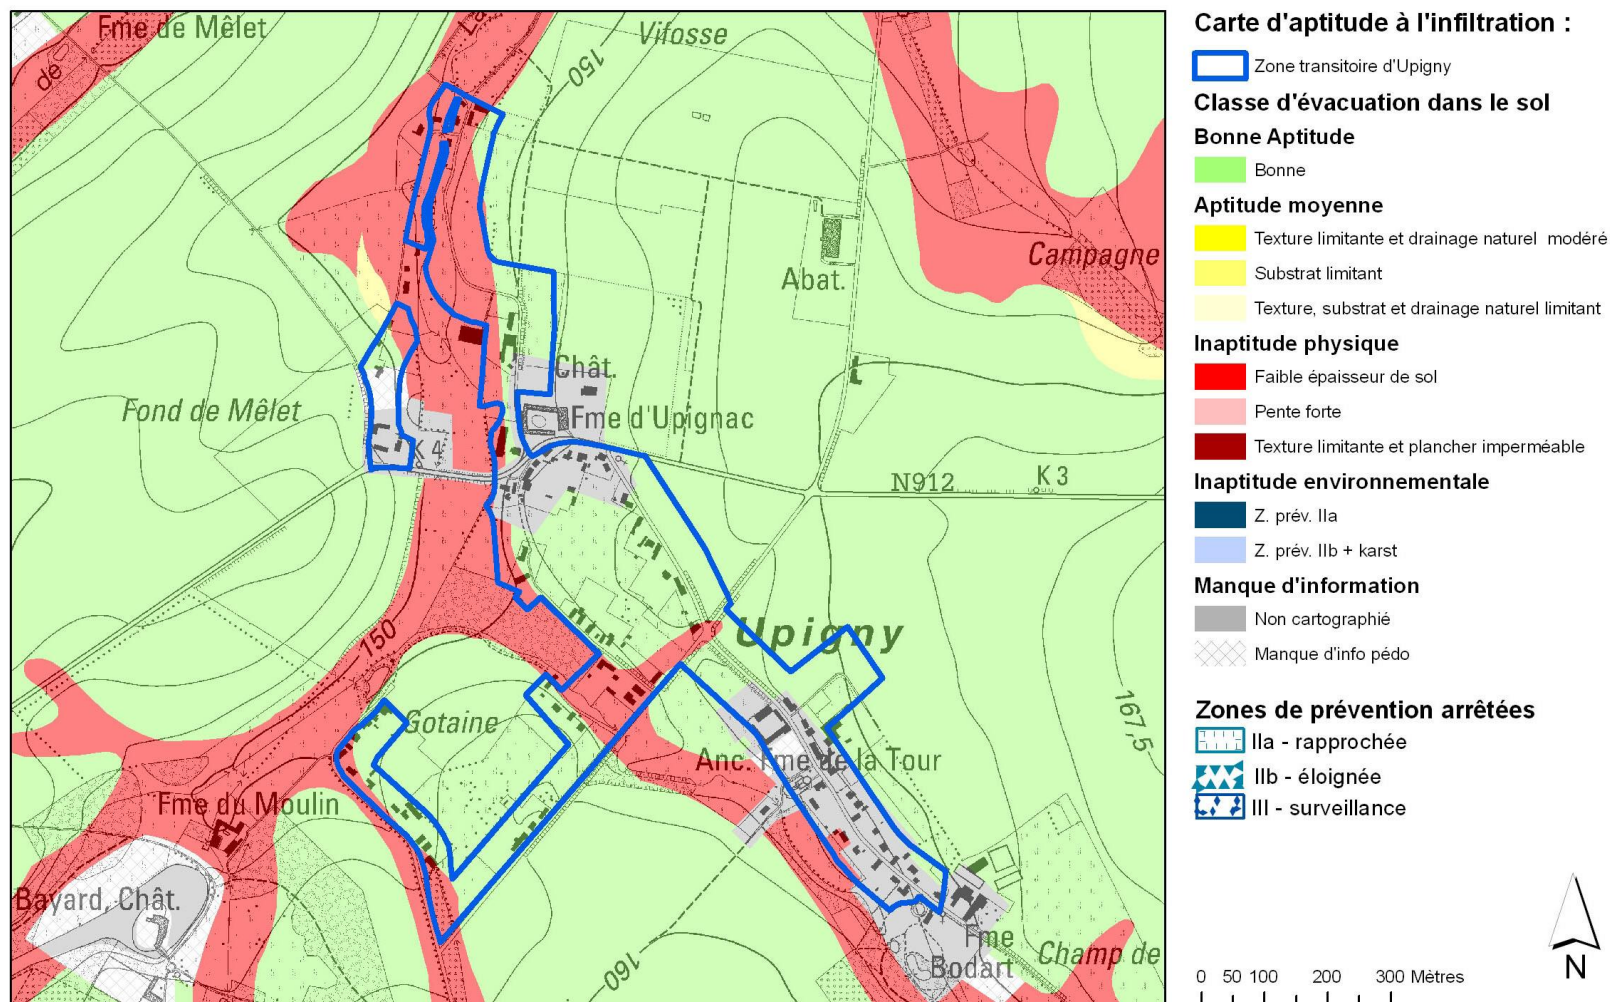 Fme de Mêlet
de
Vifosse
150
Campagne
Abat.
Chât.
Fond de Mêlet
Fme d'Upignac
K 4
N912
K 3
Upigny
150
Gotaine
167,5
Anc. Fme de la Tour
Fme du Moulin
Bayard, Chât.
160
Fme
Bodart
Champ de
Carte d'aptitude à l'infiltration :
Zone transitoire d'Upigny
Classe d'évacuation dans le sol
Bonne Aptitude
Bonne
Aptitude moyenne
Texture limitante et drainage naturel modéré
Substrat limitant
Texture, substrat et drainage naturel limitant
Inaptitude physique
Faible épaisseur de sol
Pente forte
Texture limitante et plancher imperméable
Inaptitude environnementale
Z. prév. IIa
Z. prév. IIb + karst
Manque d'information
Non cartographié
Manque d'info pédo
Zones de prévention arrêtées
IIa - rapprochée
IIb - éloignée
III - surveillance
N
0 50 100 200 300 Mètres